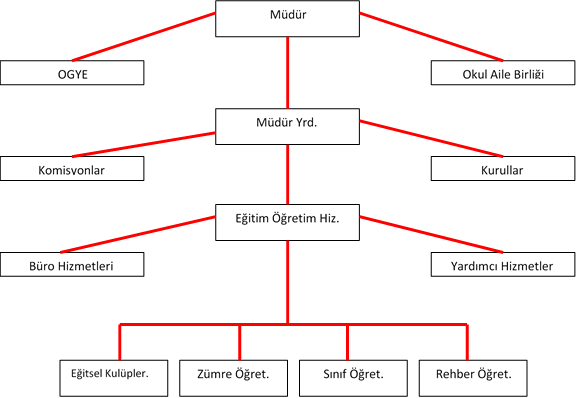 Müdür
OGYE
Okul Aile Birliği
Müdür Yrd.
Komisyonlar
Kurullar
Eğitim Öğretim Hiz.
Büro Hizmetleri
Yardımcı Hizmetler
Eğitsel Kulüpler.
Zümre Öğret.
Sınıf Öğret.
Rehber Öğret.